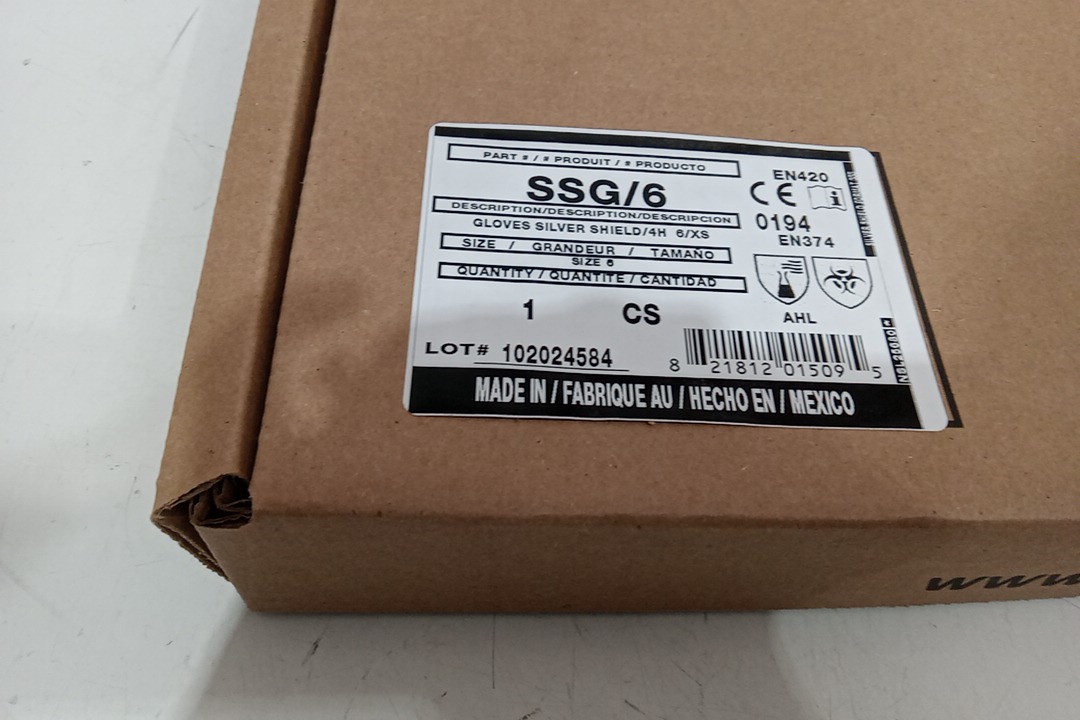 PART # / # PRODUIT / # PRODUCTO
SSG/6
DESCRIPTION/DESCRIPTION/DESCRIPCION
GLOVES SILVER SHIELD/4H 6/XS
SIZE / GRANDEUR / TAMAÑO
SIZE 6
QUANTITY / QUANTITE / CANTIDAD
1 CS
LOT# 102024584
EN420
CE
0194
EN374
AHL
8 21812 01509 5
MADE IN / FABRIQUE AU / HECHO EN / MEXICO
www